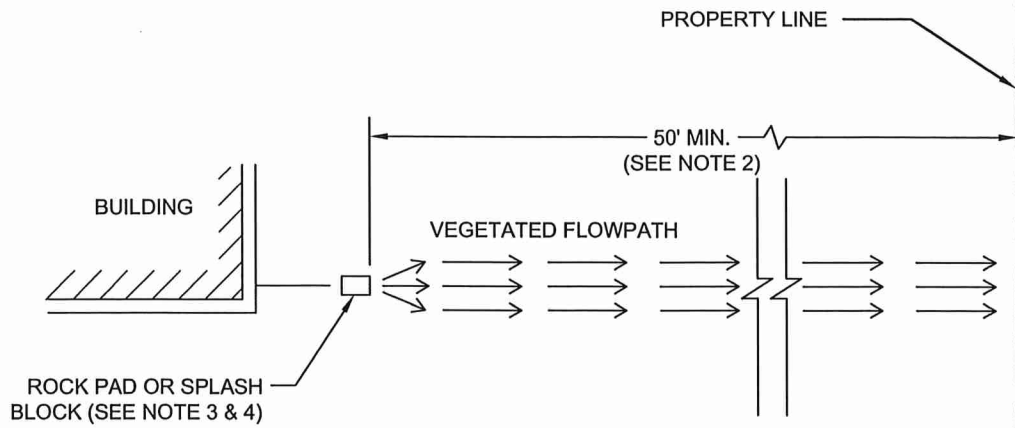 PROPERTY LINE
50' MIN.
(SEE NOTE 2)
BUILDING
VEGETATED FLOWPATH
ROCK PAD OR SPLASH
BLOCK (SEE NOTE 3 & 4)